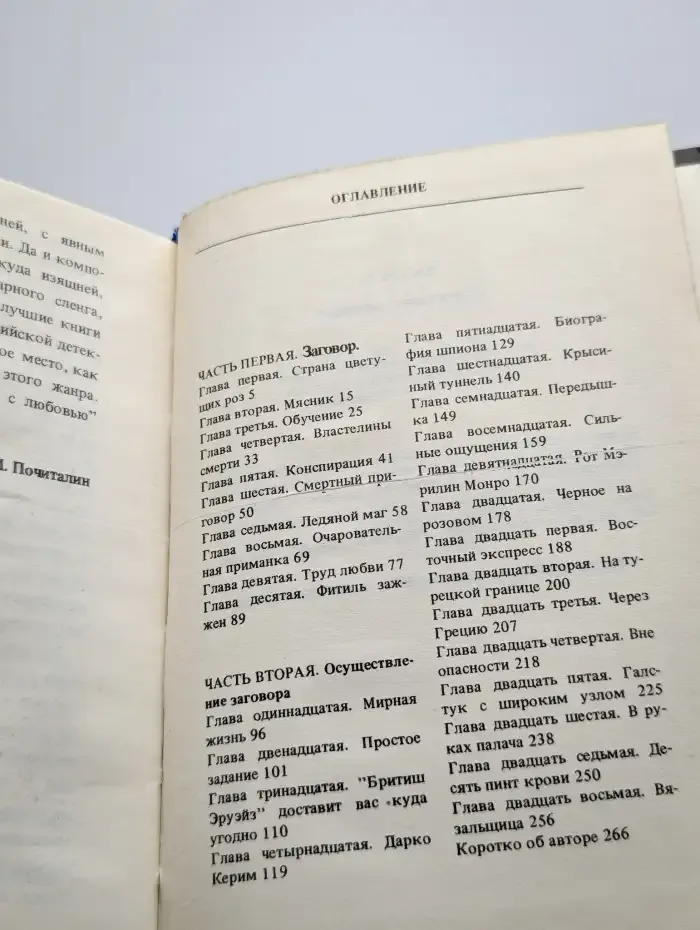 ней, с явным
и. Да и компо-
куда изящней,
арного сленга,
лучшие книги
ийской детек-
ое место, как
этого жанра.
с любовью”
Почиталин
ОГЛАВЛЕНИЕ
ЧАСТЬ ПЕРВАЯ. Заговор.
Глава первая. Страна цвету-
щих роз 5
Глава вторая. Мясник 15
Глава третья. Обучение 25
Глава четвертая. Властелины
смерти 33
Глава пятая. Конспирация 41
Глава шестая. Смертный при-
говор 50
Глава седьмая. Ледяной маг 58
Глава восьмая. Очарователь-
ная приманка 69
Глава девятая. Труд любви 77
Глава десятая. Фитиль заж-
жен 89
ЧАСТЬ ВТОРАЯ. Осуществле-
ние заговора
Глава одиннадцатая. Мирная
жизнь 96
Глава двенадцатая. Простое
задание 101
Глава тринадцатая. ”Бритиш
Эруэйз” доставит вас куда
угодно 110
Глава четырнадцатая. Дарко
Керим 119
Глава пятнадцатая. Биогра-
фия шпиона 129
Глава шестнадцатая. Крыси-
ный туннель 140
Глава семнадцатая. Передыш-
ка 149
Глава восемнадцатая. Силь-
ные ощущения 159
Глава девятнадцатая. Рот Мэ-
рилин Монро 170
Глава двадцатая. Черное на
розовом 178
Глава двадцать первая. Вос-
точный экспресс 188
Глава двадцать вторая. На ту-
рецкой границе 200
Глава двадцать третья. Через
Грецию 207
Глава двадцать четвертая. Вне
опасности 218
Глава двадцать пятая. Галс-
тук с широким узлом 225
Глава двадцать шестая. В ру-
ках палача 238
Глава двадцать седьмая. Де-
сять пинт крови 250
Глава двадцать восьмая. Вя-
зальщица 256
Коротко об авторе 266